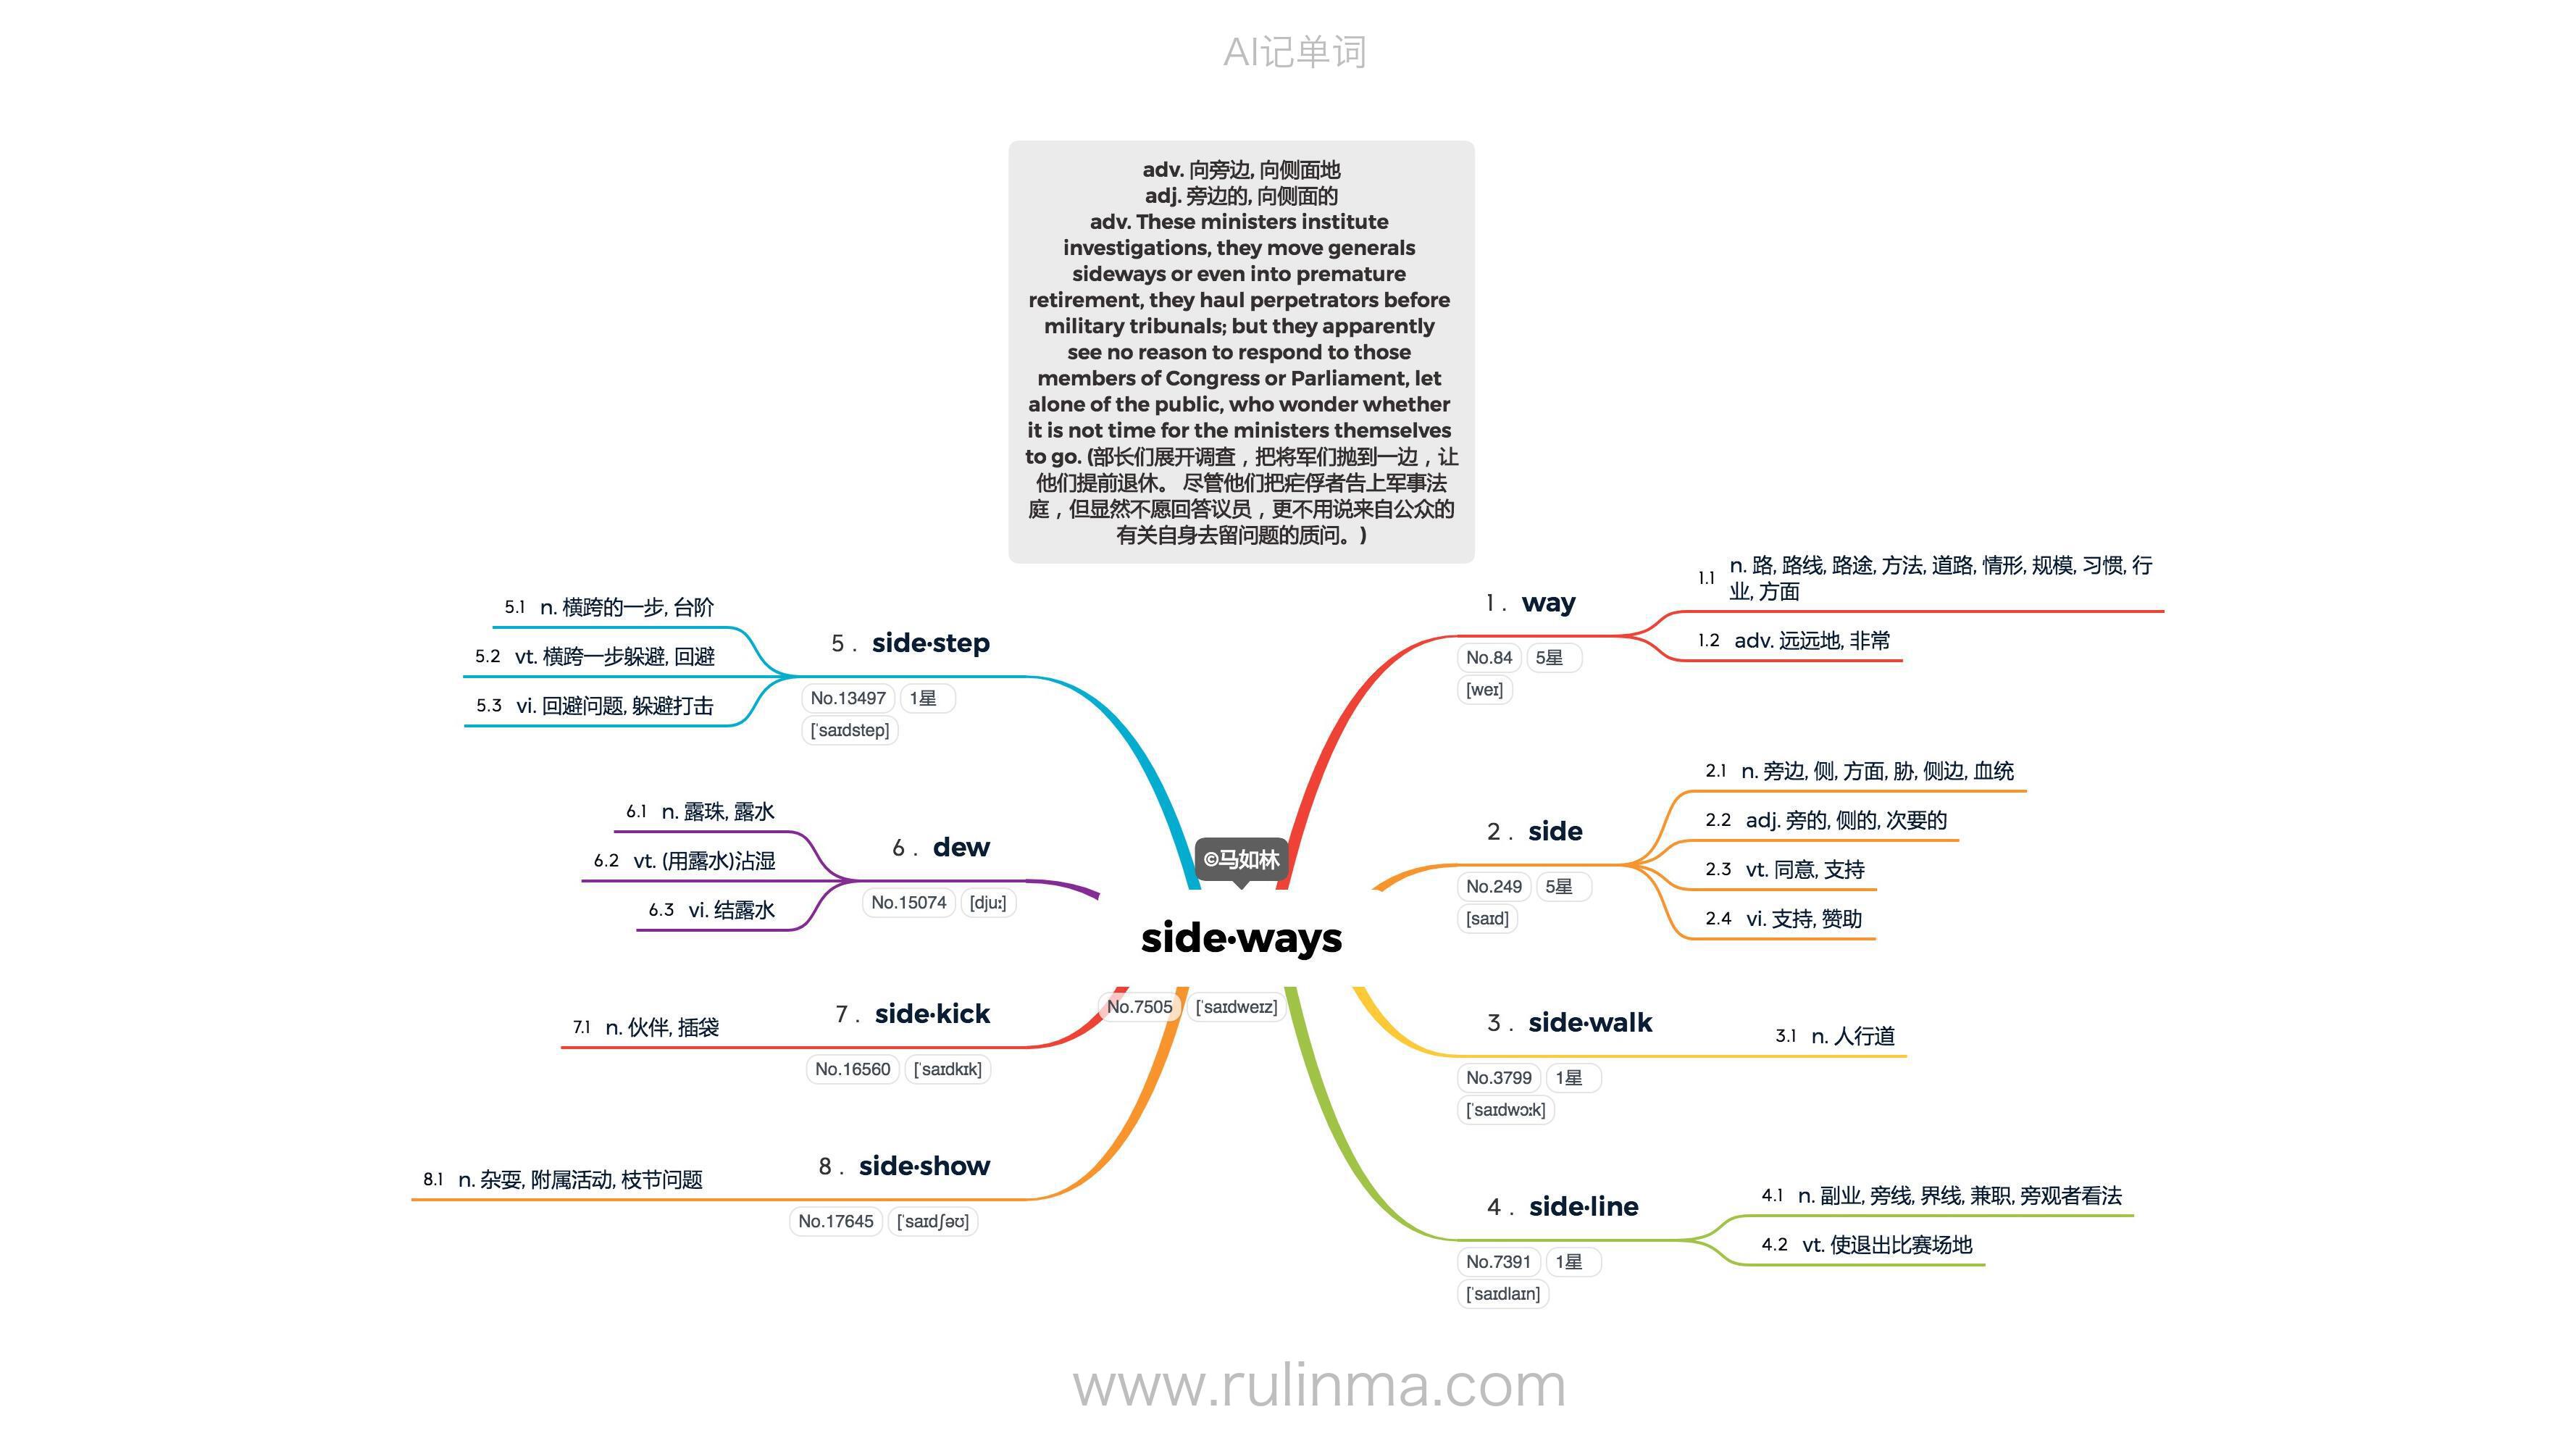 AI记单词
adv. 向旁边, 向侧面地
adj. 旁边的, 向侧面的
adv. These ministers institute
investigations, they move generals
sideways or even into premature
retirement, they haul perpetrators before
military tribunals; but they apparently
see no reason to respond to those
members of Congress or Parliament, let
alone of the public, who wonder whether
it is not time for the ministers themselves
to go. (部长们展开调查，把将军们抛到一边，让
他们提前退休。 尽管他们把疟俘者告上军事法
庭，但显然不愿回答议员，更不用说来自公众的
有关自身去留问题的质问。)
©马如林
side·ways
No.7505 [ˈsaɪdweɪz]
1 . way
No.84 5星
[weɪ]
1.1 n. 路, 路线, 路途, 方法, 道路, 情形, 规模, 习惯, 行
业, 方面
1.2 adv. 远远地, 非常
2 . side
No.249 5星
[saɪd]
2.1 n. 旁边, 侧, 方面, 胁, 侧边, 血统
2.2 adj. 旁的, 侧的, 次要的
2.3 vt. 同意, 支持
2.4 vi. 支持, 赞助
3 . side·walk
No.3799 1星
[ˈsaɪdwɔːk]
3.1 n. 人行道
4 . side·line
No.7391 1星
[ˈsaɪdlaɪn]
4.1 n. 副业, 旁线, 界线, 兼职, 旁观者看法
4.2 vt. 使退出比赛场地
5 . side·step
No.13497 1星
[ˈsaɪdstep]
5.1 n. 横跨的一步, 台阶
5.2 vt. 横跨一步躲避, 回避
5.3 vi. 回避问题, 躲避打击
6 . dew
No.15074 [djuː]
6.1 n. 露珠, 露水
6.2 vt. (用露水)沾湿
6.3 vi. 结露水
7 . side·kick
No.16560 [ˈsaɪdkɪk]
7.1 n. 伙伴, 插袋
8 . side·show
No.17645 [ˈsaɪdʃəʊ]
8.1 n. 杂耍, 附属活动, 枝节问题
www.rulinma.com